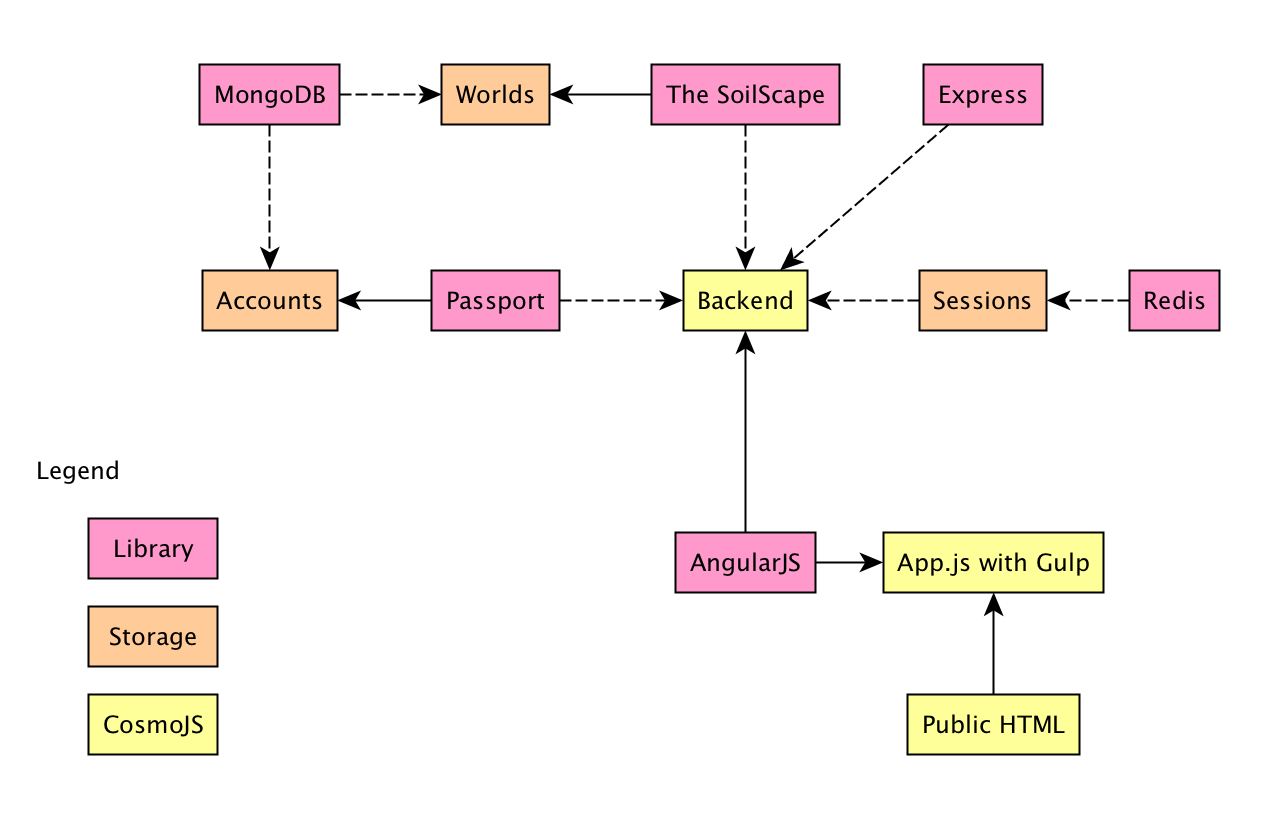 MongoDB
Worlds
The SoilScape
Express
Accounts
Passport
Backend
Sessions
Redis
Legend
Library
AngularJS
App.js with Gulp
Storage
CosmoJS
Public HTML